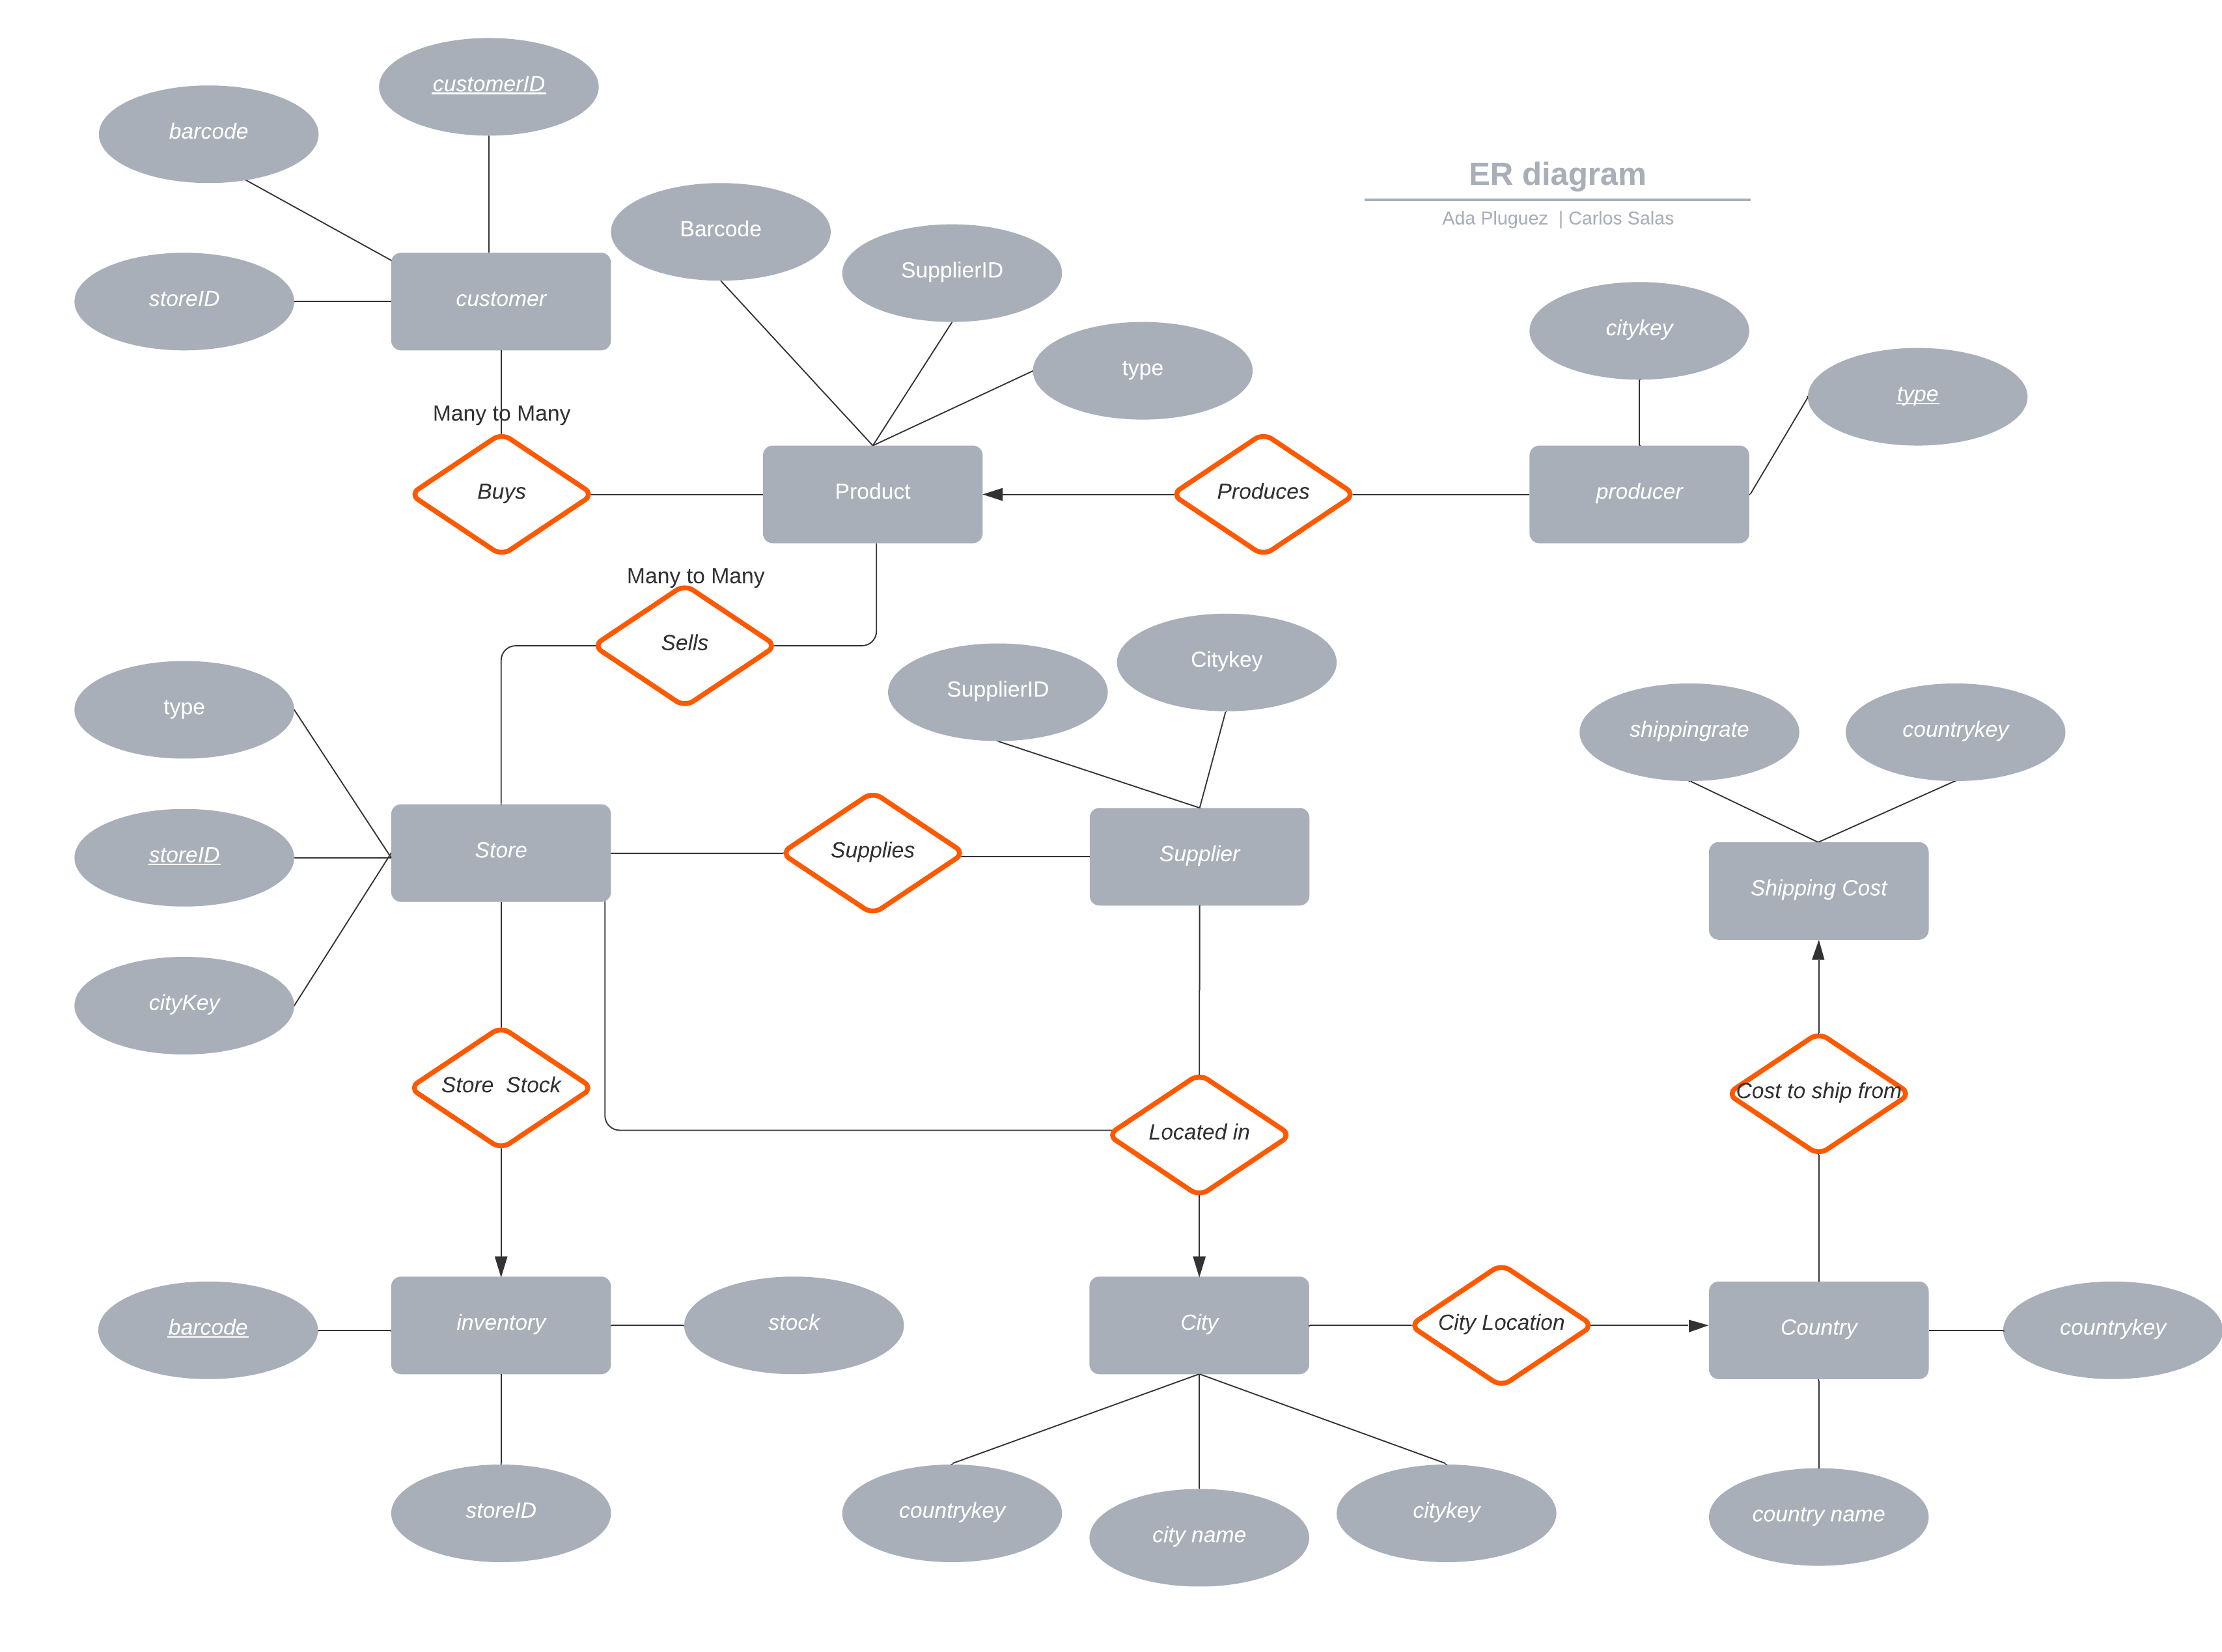 customerID
barcode
ER diagram
Ada Pluguez  | Carlos Salas
Barcode
SupplierID
storeID
customer
citykey
type
type
Many to Many
Buys
Product
Produces
producer
Many to Many
Sells
Citykey
SupplierID
type
shippingrate
countrykey
storeID
Store
Supplies
Supplier
Shipping Cost
cityKey
Store  Stock
Cost to ship from
Located in
barcode
inventory
stock
City
City Location
Country
countrykey
storeID
countrykey
city name
citykey
country name